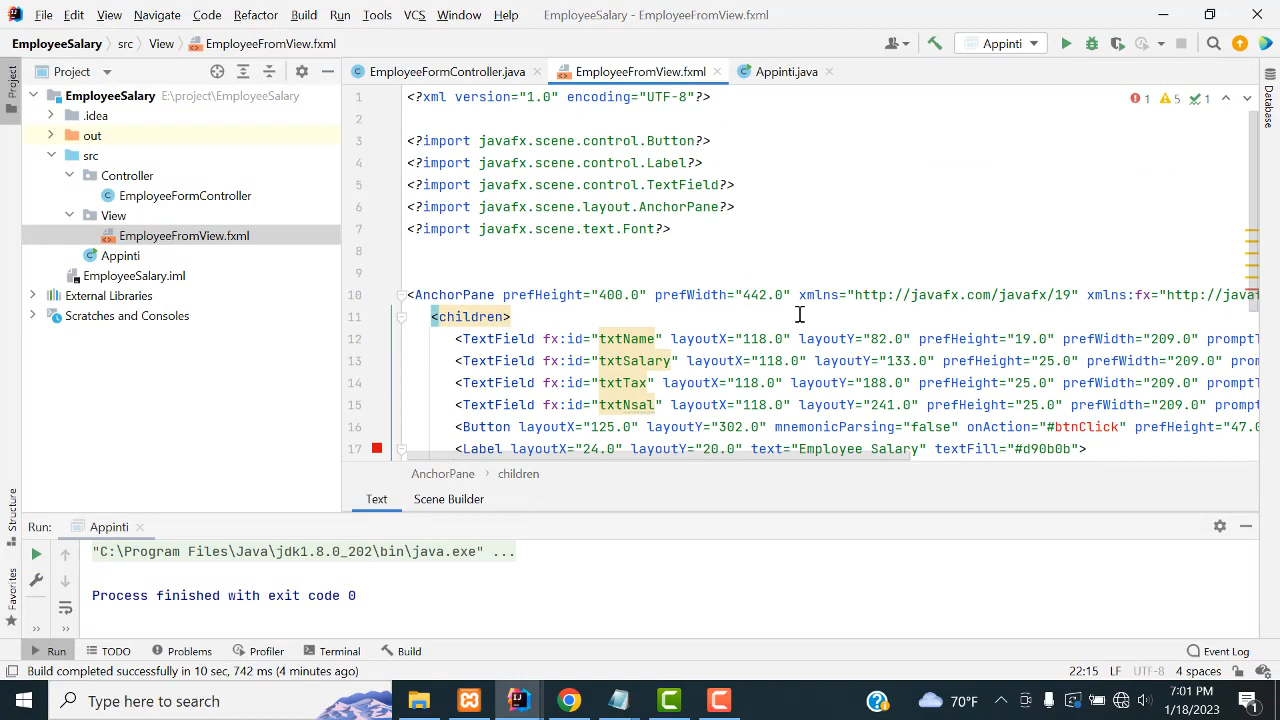 File Edit View Navigate Code Refactor Build Run Tools VCS Window Help EmployeeSalary - EmployeeFromView.fxml
EmployeeSalary src View EmployeeFromView.fxml Appinti
Project EmployeeFormController.java EmployeeFromView.fxml Appinti.java
Project
EmployeeSalary E:\project\EmployeeSalary
.idea
out
src
Controller
EmployeeFormController
View
EmployeeFromView.fxml
Appinti
EmployeeSalary.iml
External Libraries
Scratches and Consoles
1 <?xml version="1.0" encoding="UTF-8"?>
1 5 1
2
3 <?import javafx.scene.control.Button?>
4 <?import javafx.scene.control.Label?>
5 <?import javafx.scene.control.TextField?>
6 <?import javafx.scene.layout.AnchorPane?>
7 <?import javafx.scene.text.Font?>
8
9
10 <AnchorPane prefHeight="400.0" prefWidth="442.0" xmlns="http://javafx.com/javafx/19" xmlns:fx="http://javaf
11 <children>
12 <TextField fx:id="txtName" layoutX="118.0" layoutY="82.0" prefHeight="19.0" prefWidth="209.0" promptT
13 <TextField fx:id="txtSalary" layoutX="118.0" layoutY="133.0" prefHeight="25.0" prefWidth="209.0" prom
14 <TextField fx:id="txtTax" layoutX="118.0" layoutY="188.0" prefHeight="25.0" prefWidth="209.0" promptT
15 <TextField fx:id="txtNsal" layoutX="118.0" layoutY="241.0" prefHeight="25.0" prefWidth="209.0" prompt
16 <Button layoutX="125.0" layoutY="302.0" mnemonicParsing="false" onAction="#btnClick" prefHeight="47.0
17 <Label layoutX="24.0" layoutY="20.0" text="Employee Salary" textFill="#d90b0b">
Database
AnchorPane children
Text Scene Builder
Structure
Favorites
Run: Appinti
"C:\Program Files\Java\jdk1.8.0_202\bin\java.exe" ...
Process finished with exit code 0
Run TODO Problems Profiler Terminal Build Event Log
Build completed successfully in 10 sec, 742 ms (4 minutes ago) 22:15 LF UTF-8 4 spaces
Type here to search 70°F 7:01 PM
1/18/2023
1